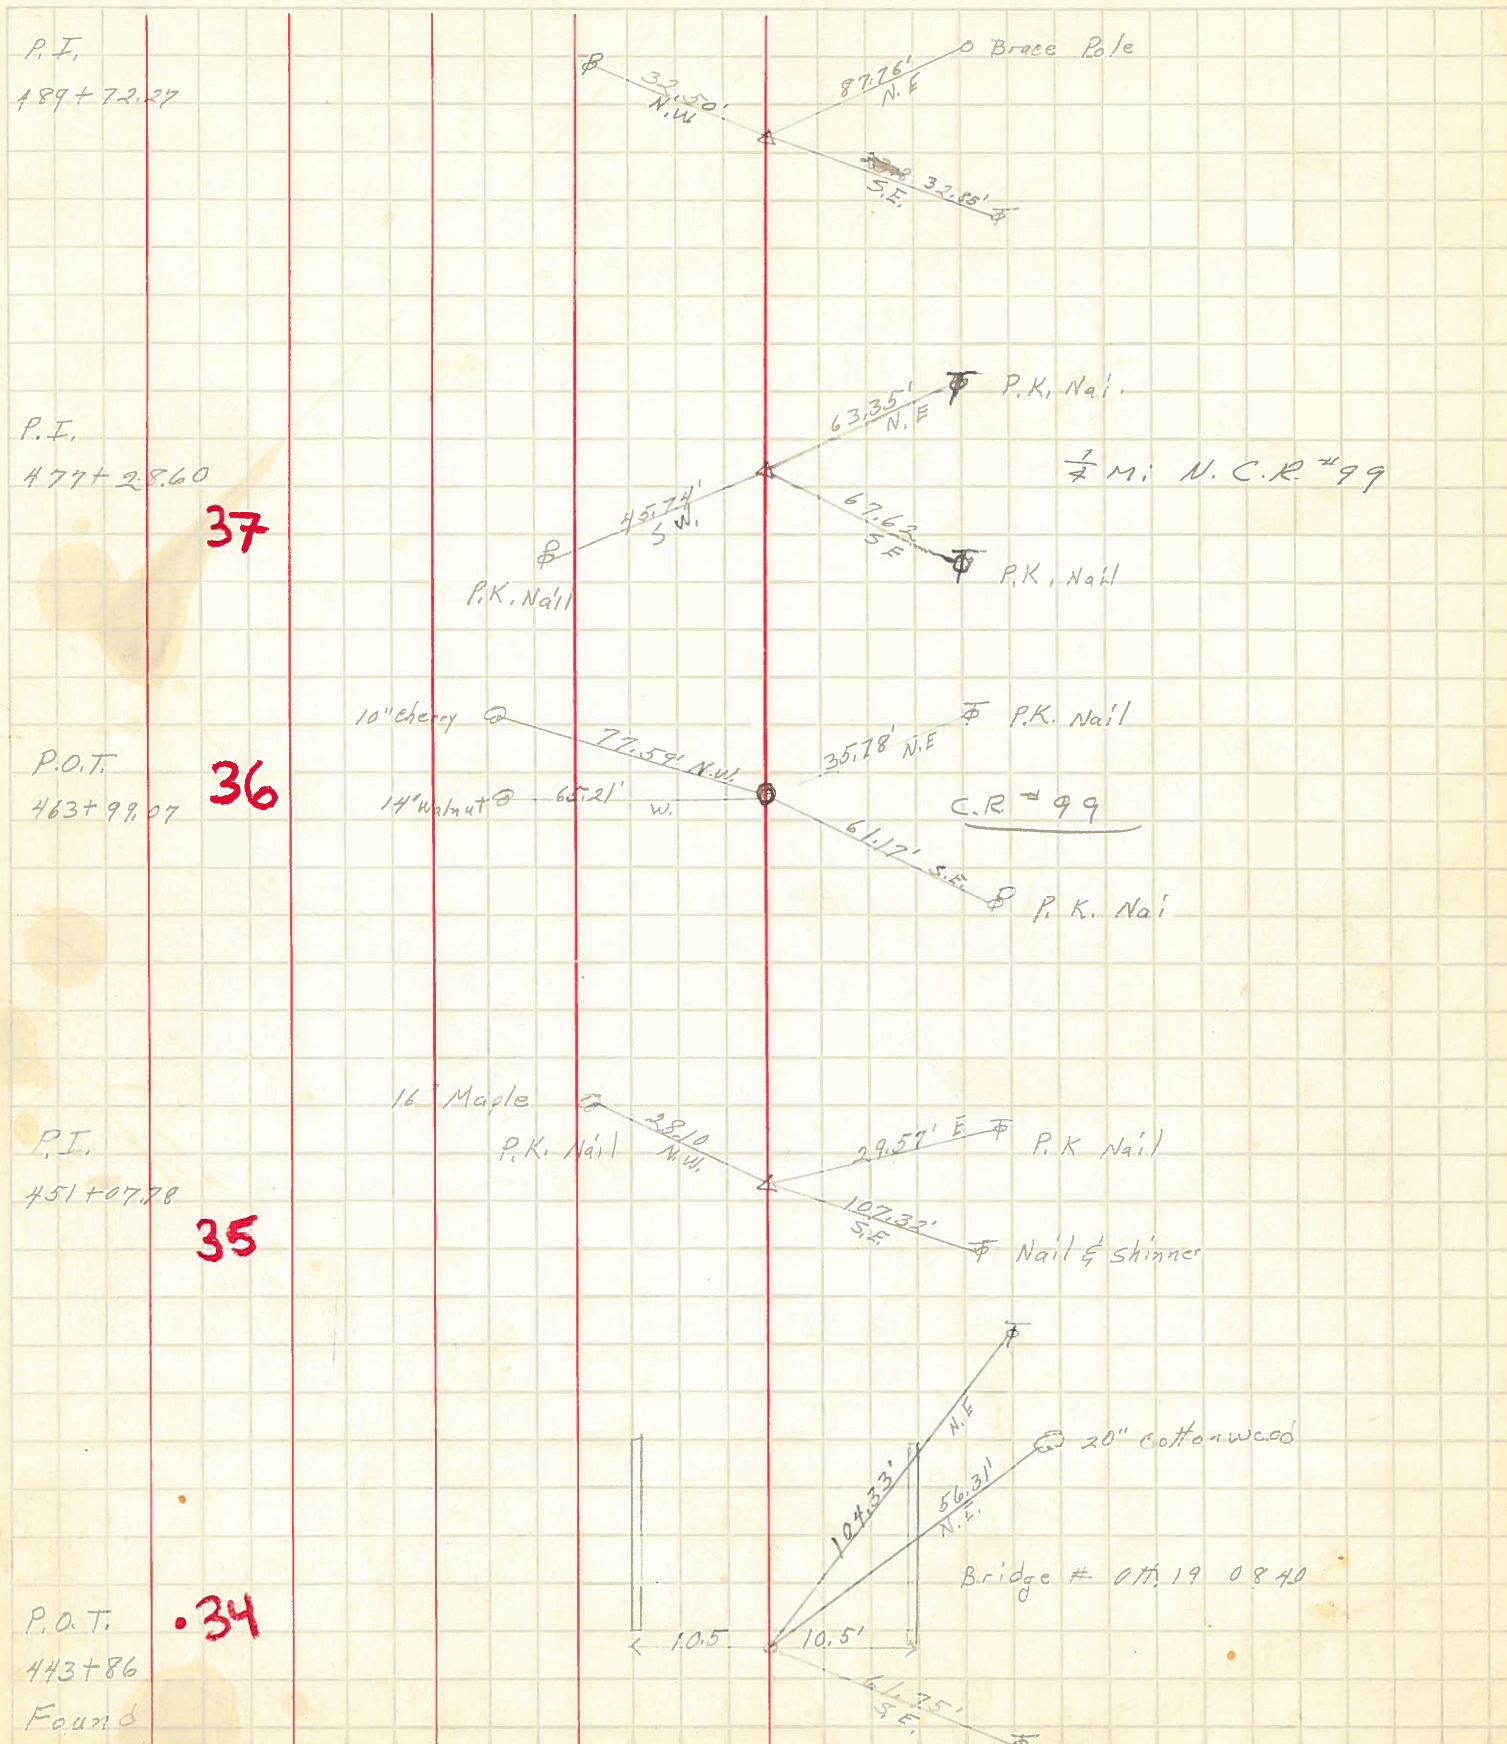 P.I.
489+72.27
32.50'
N.W
87.76'
N.E
Brace Pole
S.E.
32.85'
P.I.
477+28.60
37
63.35'
N.E
P.K. Nai.
1/4 Mi N. C.R. #99
45.74'
S W.
P.K. Nail
67.62
S E
P.K. Nail
P.O.T.
463+99.07
36
10" Cherry
77.59' N.W.
14" Walnut
65.21'
W.
35.78' N.E
P.K. Nail
C.R # 99
61.17' S.E.
P. K. Nai
P.I.
451+07.78
35
16" Maple
P.K. Nail
28.10
N.W.
29.57' E
P.K Nail
107.32'
S.E.
Nail & Shinner
P.O.T.
443+86
Found
.34
104.33'
N.E
56.31'
N.E.
20" Cottonwood
Bridge # 19 0840
10.5
10.5'
61.75'
S.E.